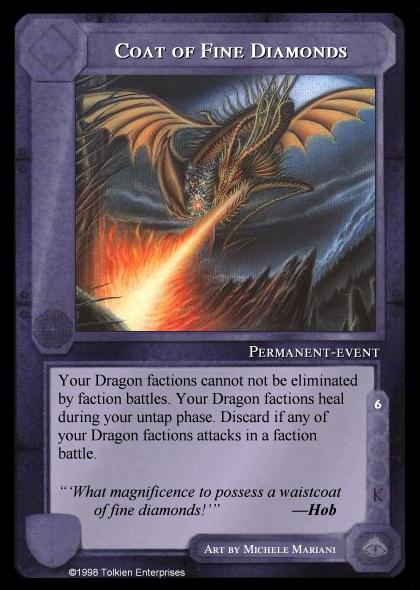 COAT OF FINE DIAMONDS
PERMANENT-EVENT
Your Dragon factions cannot not be eliminated
by faction battles. Your Dragon factions heal
during your untap phase. Discard if any of
your Dragon factions attacks in a faction
battle.
6
“‘What magnificence to possess a waistcoat
of fine diamonds!’” —Hob
K
ART BY MICHELE MARIANI
©1998 Tolkien Enterprises